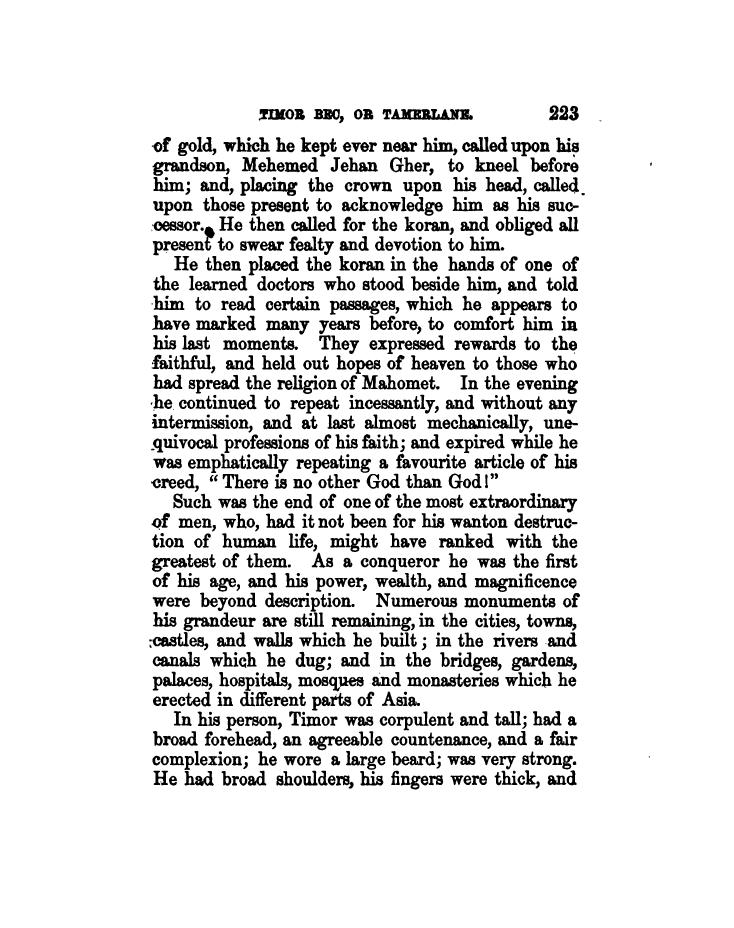 TIMOR BEC, OR TAMERLANE. 223
of gold, which he kept ever near him, called upon his
grandson, Mehemed Jehan Gher, to kneel before
him; and, placing the crown upon his head, called
upon those present to acknowledge him as his suc-
cessor. He then called for the koran, and obliged all
present to swear fealty and devotion to him.
He then placed the koran in the hands of one of
the learned doctors who stood beside him, and told
him to read certain passages, which he appears to
have marked many years before, to comfort him in
his last moments. They expressed rewards to the
faithful, and held out hopes of heaven to those who
had spread the religion of Mahomet. In the evening
he continued to repeat incessantly, and without any
intermission, and at last almost mechanically, une-
quivocal professions of his faith; and expired while he
was emphatically repeating a favourite article of his
creed, “ There is no other God than God!”
Such was the end of one of the most extraordinary
of men, who, had it not been for his wanton destruc-
tion of human life, might have ranked with the
greatest of them. As a conqueror he was the first
of his age, and his power, wealth, and magnificence
were beyond description. Numerous monuments of
his grandeur are still remaining, in the cities, towns,
castles, and walls which he built; in the rivers and
canals which he dug; and in the bridges, gardens,
palaces, hospitals, mosques and monasteries which he
erected in different parts of Asia.
In his person, Timor was corpulent and tall; had a
broad forehead, an agreeable countenance, and a fair
complexion; he wore a large beard; was very strong.
He had broad shoulders, his fingers were thick, and